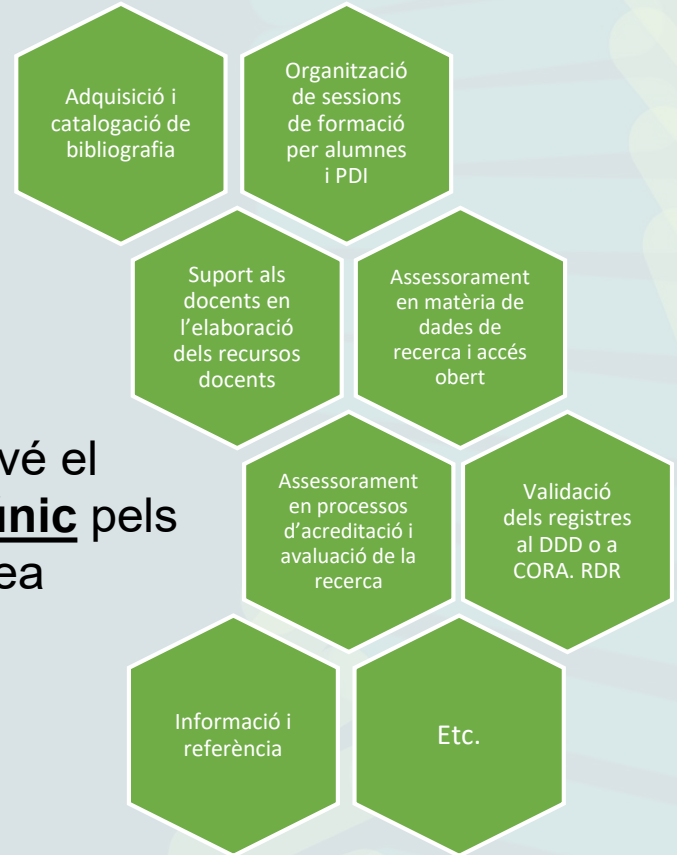 Adquisició i
catalogació de
bibliografia
Organització
de sessions
de formació
per alumnes
i PDI
Suport als
docents en
l’elaboració
dels recursos
docents
Assessorament
en matèria de
dades de
recerca i accés
obert
vé el
únic pels
ea
Assessorament
en processos
d’acreditació i
avaluació de la
recerca
Validació
dels registres
al DDD o a
CORA. RDR
Informació i
referència
Etc.